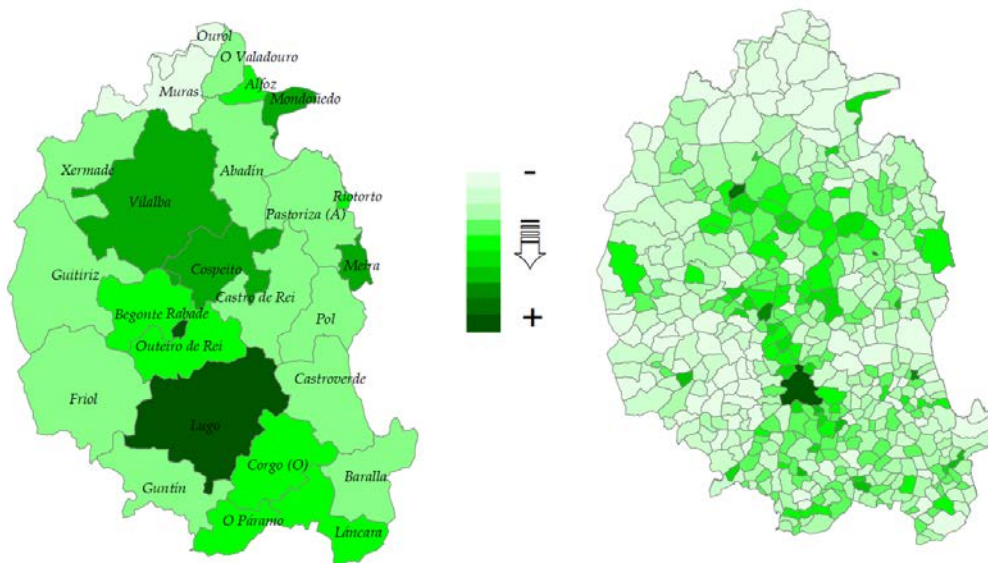 Ourol
O Valadouro
Alfoz
Muras
Mondoñedo
Xermade
Abadín
Vilalba
Riotorto
Pastoriza (A)
Guitiriz
Cospeito
Meira
Castro de Rei
Begonte
Rabade
Pol
Outeiro de Rei
Castroverde
Friol
Lugo
Corgo (O)
Baralla
Guntín
O Páramo
Láncara
-
+